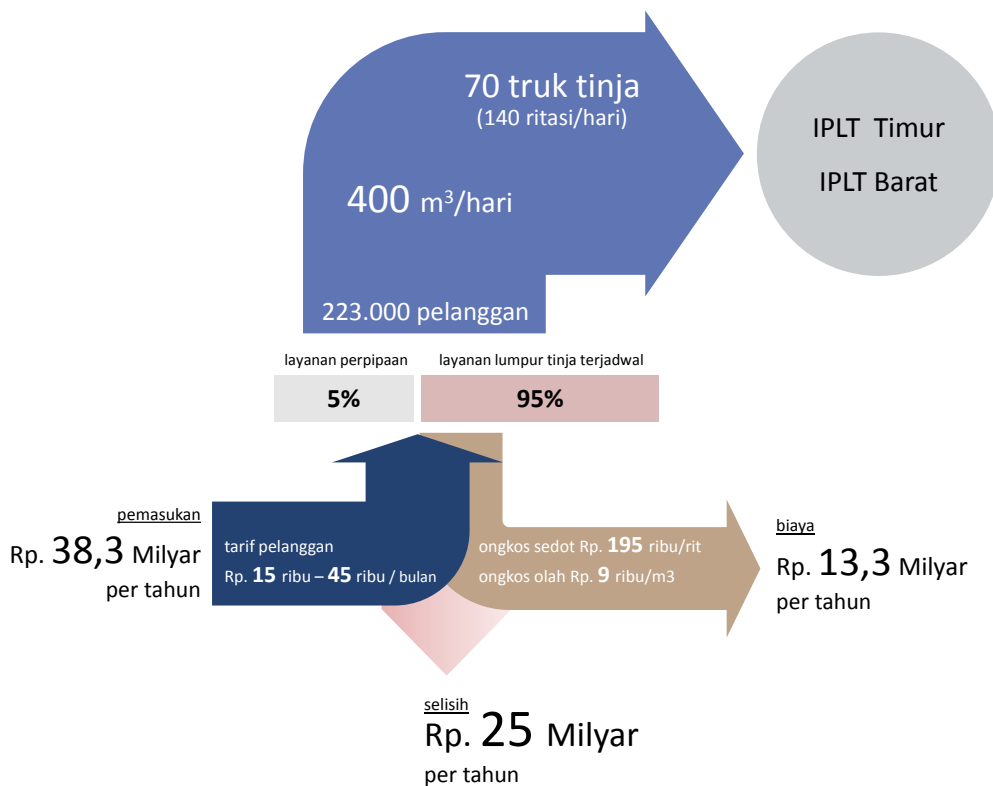 70 truk tinja
(140 ritasi/hari)
400 m³/hari
223.000 pelanggan
IPLT Timur
IPLT Barat
layanan perpipaan
5%
layanan lumpur tinja terjadwal
95%
pemasukan
Rp. 38,3 Milyar
per tahun
tarif pelanggan
Rp. 15 ribu – 45 ribu / bulan
ongkos sedot Rp. 195 ribu/rit
ongkos olah Rp. 9 ribu/m3
biaya
Rp. 13,3 Milyar
per tahun
selisih
Rp. 25 Milyar
per tahun